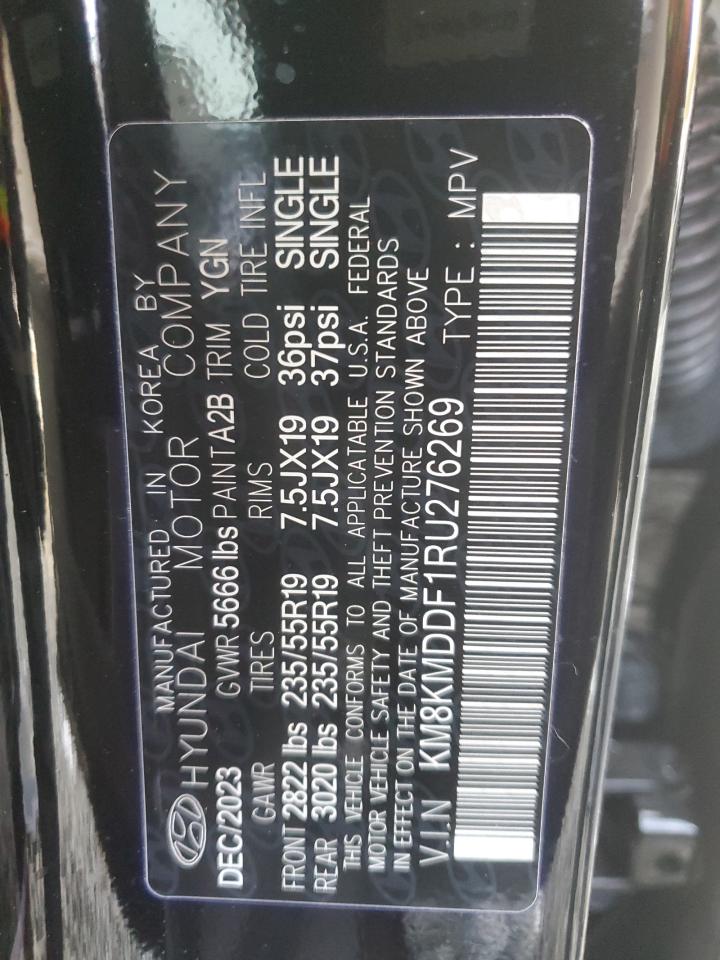 MANUFACTURED IN KOREA BY
HYUNDAI MOTOR COMPANY
DEC/2023 GVWR 5666 lbs PAINT A2B TRIM YGN
GAWR TIRES RIMS COLD TIRE INFL
FRONT 2822 lbs 235/55R19 7.5JX19 36psi SINGLE
REAR 3020 lbs 235/55R19 7.5JX19 37psi SINGLE
THIS VEHICLE CONFORMS TO ALL APPLICATABLE U.S.A. FEDERAL
MOTOR VEHICLE SAFETY AND THEFT PREVENTION STANDARDS
IN EFFECT ON THE DATE OF MANUFACTURE SHOWN ABOVE
V.I.N KM8KMDDF1RU276269 TYPE : MPV